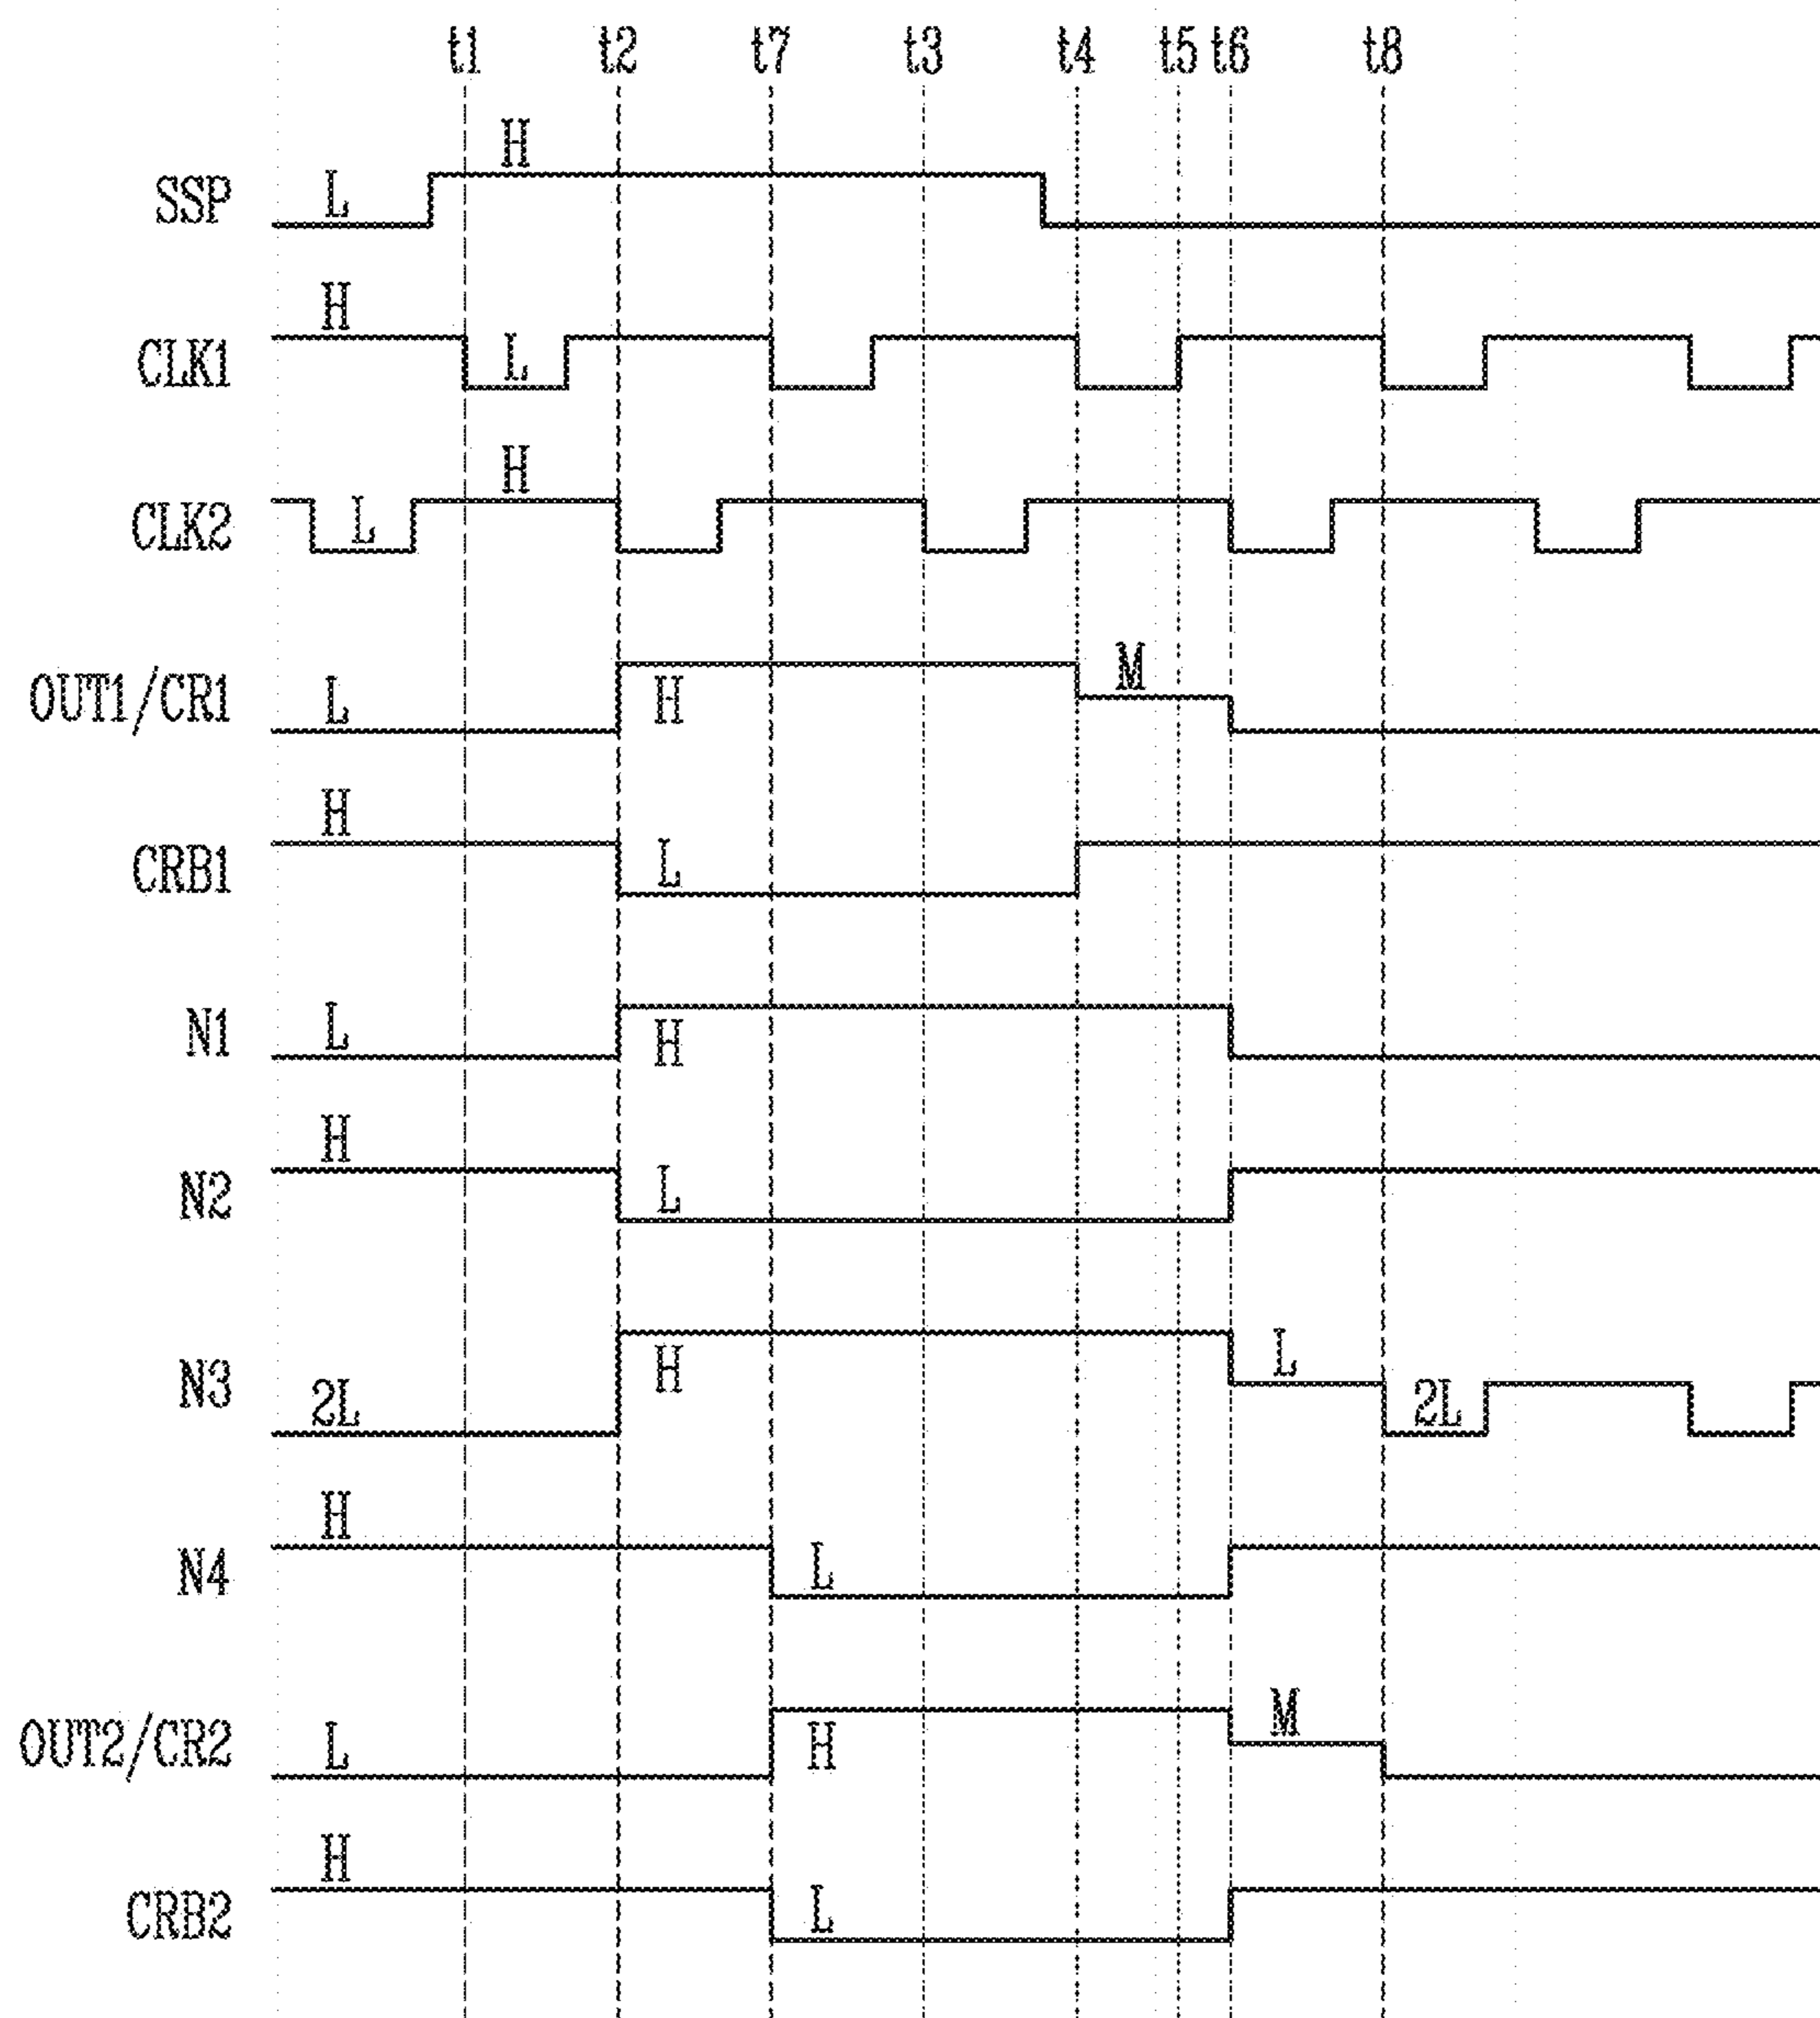 t1 t2 t7 t3 t4 t5 t6 t8
SSP L H
CLK1 H L
CLK2 L H
OUT1/CR1 L H M
CRB1 H L
N1 L H
N2 H L
N3 2L H L 2L
N4 H L
OUT2/CR2 L H M
CRB2 H L